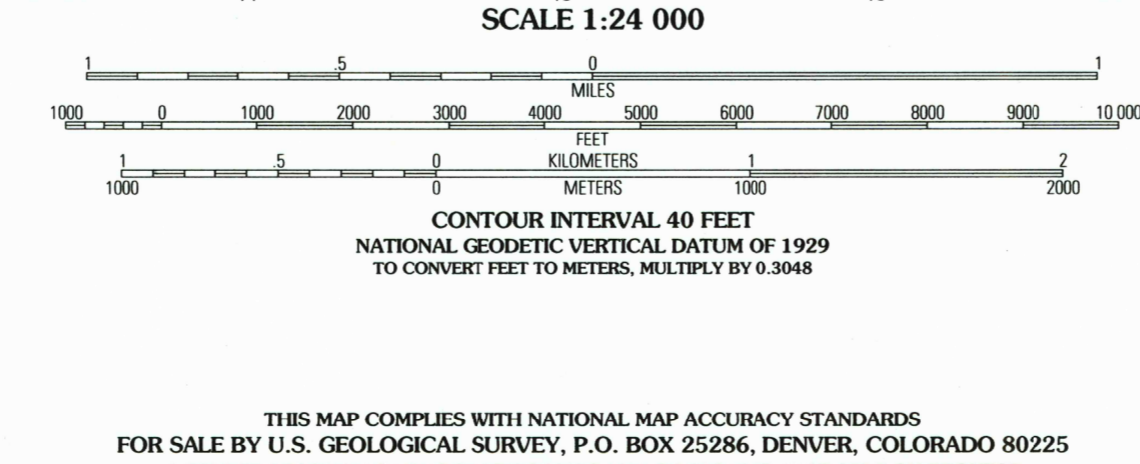 SCALE 1:24 000
1 .5 0 1
MILES
1000 0 1000 2000 3000 4000 5000 6000 7000 8000 9000 10 000
FEET
1 .5 0 KILOMETERS 1 2
1000 0 METERS 1000 2000
CONTOUR INTERVAL 40 FEET
NATIONAL GEODETIC VERTICAL DATUM OF 1929
TO CONVERT FEET TO METERS, MULTIPLY BY 0.3048
THIS MAP COMPLIES WITH NATIONAL MAP ACCURACY STANDARDS
FOR SALE BY U.S. GEOLOGICAL SURVEY, P.O. BOX 25286, DENVER, COLORADO 80225